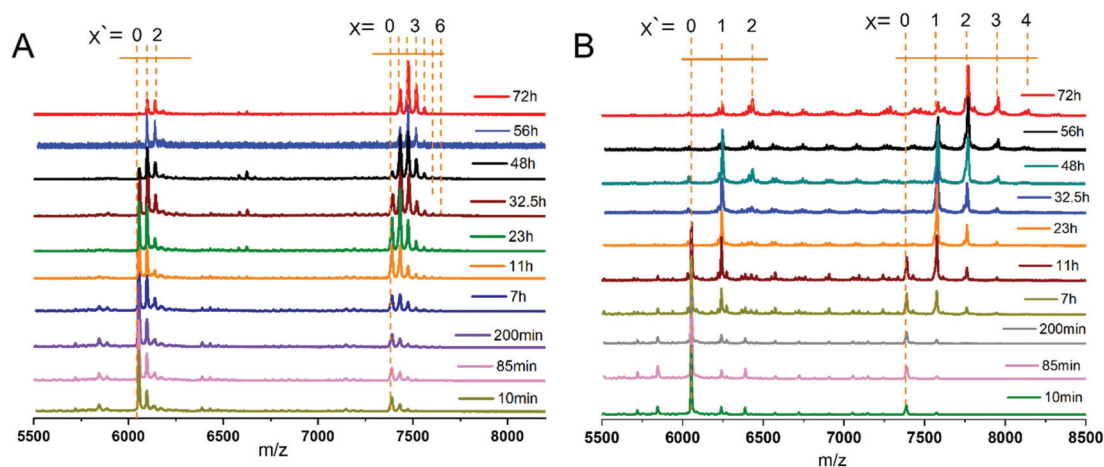 A
X`= 0 2
X= 0 3 6
72h
56h
48h
32.5h
23h
11h
7h
200min
85min
10min
5500 6000 6500 7000 7500 8000
m/z
B
X`= 0 1 2
X= 0 1 2 3 4
72h
56h
48h
32.5h
23h
11h
7h
200min
85min
10min
5500 6000 6500 7000 7500 8000 8500
m/z